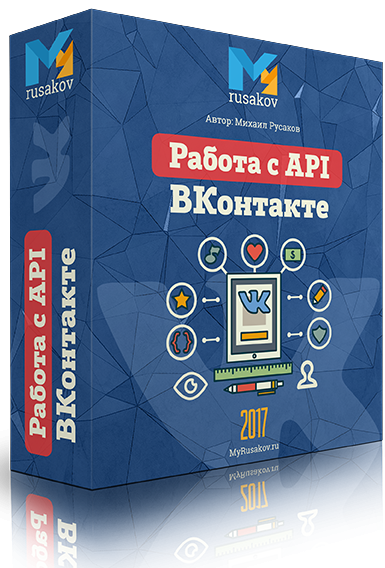 rusakov
Работа с API
ВКонтакте
rusakov
Автор: Михаил Русаков
Работа с API
ВКонтакте
2017
MyRusakov.ru